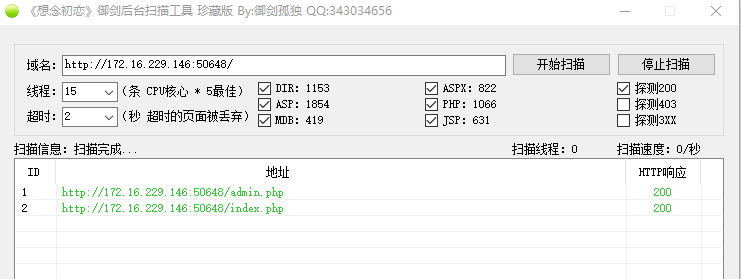 《想念初恋》御剑后台扫描工具 珍藏版 By:御剑孤独 QQ:343034656
域名: http://172.16.229.146:50648/ 开始扫描 停止扫描
线程: 15 (条 CPU核心 * 5最佳) DIR: 1153 ASPX: 822 探测200
ASP: 1854 PHP: 1066 探测403
超时: 2 (秒 超时的页面被丢弃) MDB: 419 JSP: 631 探测3XX
扫描信息: 扫描完成... 扫描线程: 0 扫描速度: 0/秒
ID 地址 HTTP响应
1 http://172.16.229.146:50648/admin.php 200
2 http://172.16.229.146:50648/index.php 200